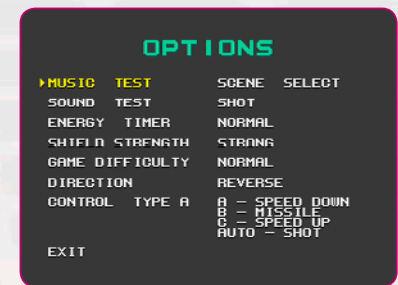 OPTIONS
MUSIC TEST SCENE SELECT
SOUND TEST SHOT
ENERGY TIMER NORMAL
SHIELD STRENGTH STRONG
GAME DIFFICULTY NORMAL
DIRECTION REVERSE
CONTROL TYPE A A - SPEED DOWN
B - MISSILE
C - SPEED UP
AUTO - SHOT
EXIT